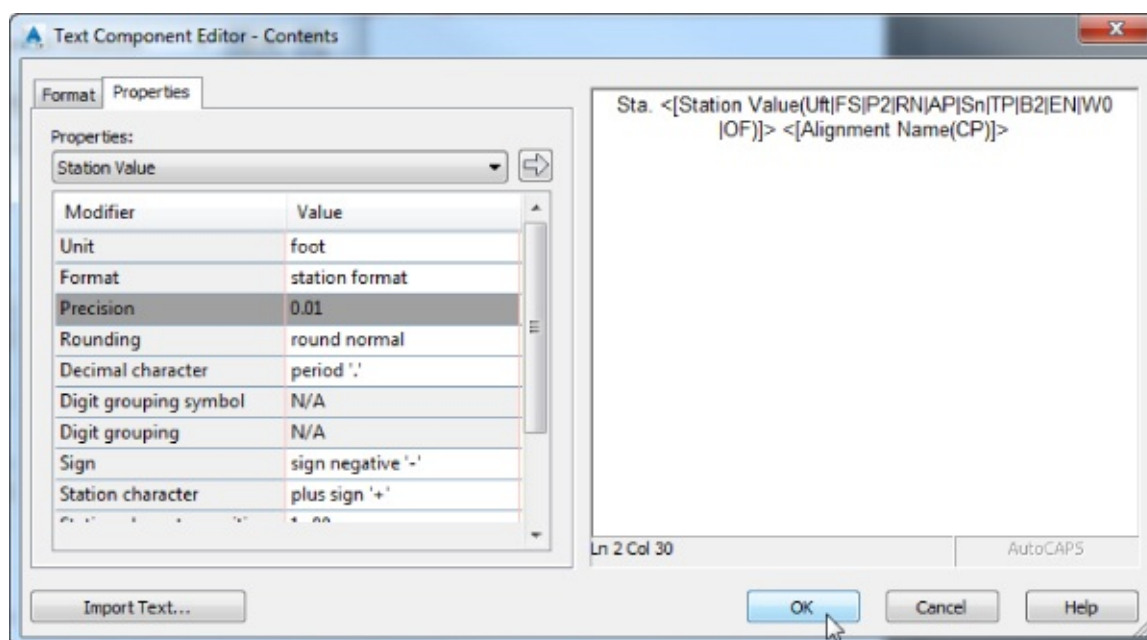 Text Component Editor - Contents
Format Properties
Properties:
Station Value
Modifier Value
Unit foot
Format station format
Precision 0.01
Rounding round normal
Decimal character period '.'
Digit grouping symbol N/A
Digit grouping N/A
Sign sign negative '-'
Station character plus sign '+'
Sta. <[Station Value(Uft|FS|P2|RN|AP|Sn|TP|B2|EN|W0
|OF)]> <[Alignment Name(CP)]>
Ln 2 Col 30 AutoCAPS
Import Text... OK Cancel Help